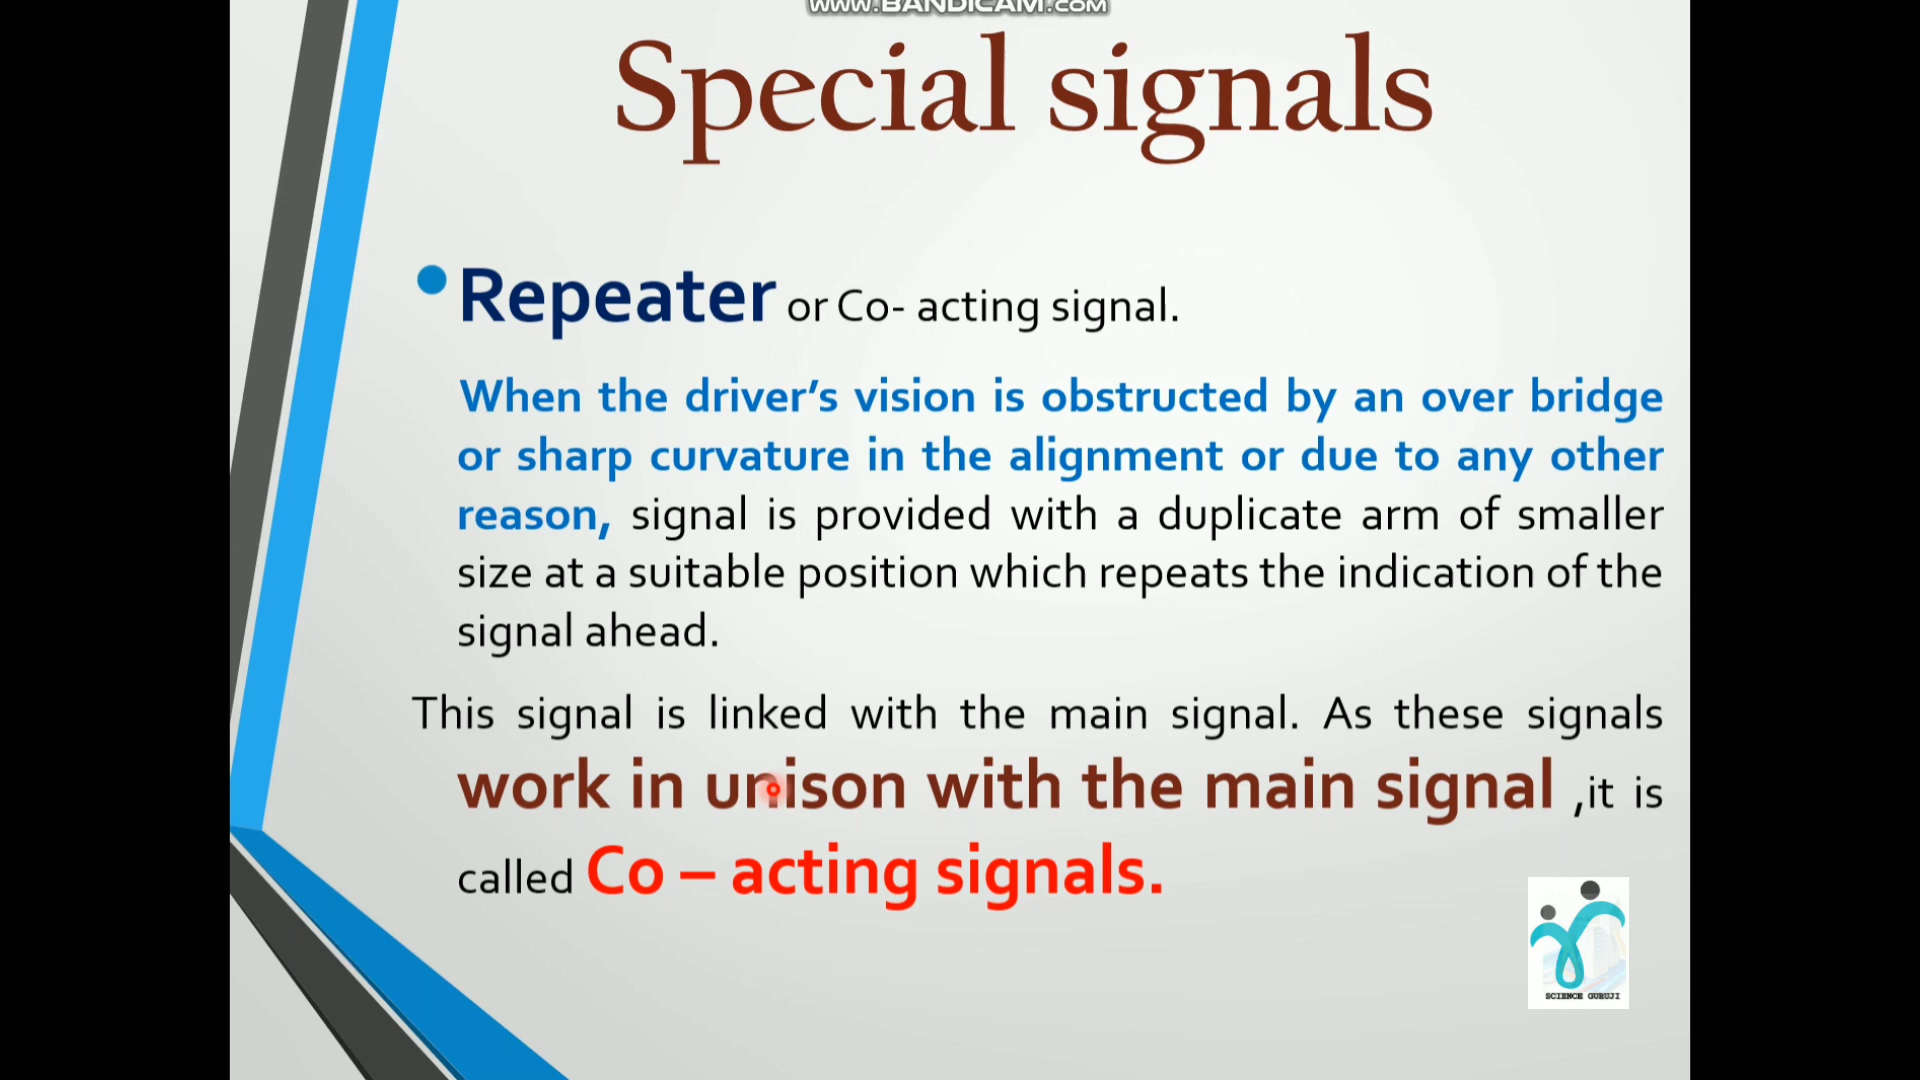 www.BANDICAM.com
Special signals
Repeater or Co- acting signal.
When the driver’s vision is obstructed by an over bridge
or sharp curvature in the alignment or due to any other
reason, signal is provided with a duplicate arm of smaller
size at a suitable position which repeats the indication of the
signal ahead.
This signal is linked with the main signal. As these signals
work in unison with the main signal ,it is
called Co – acting signals.
SCIENCE GURUJI